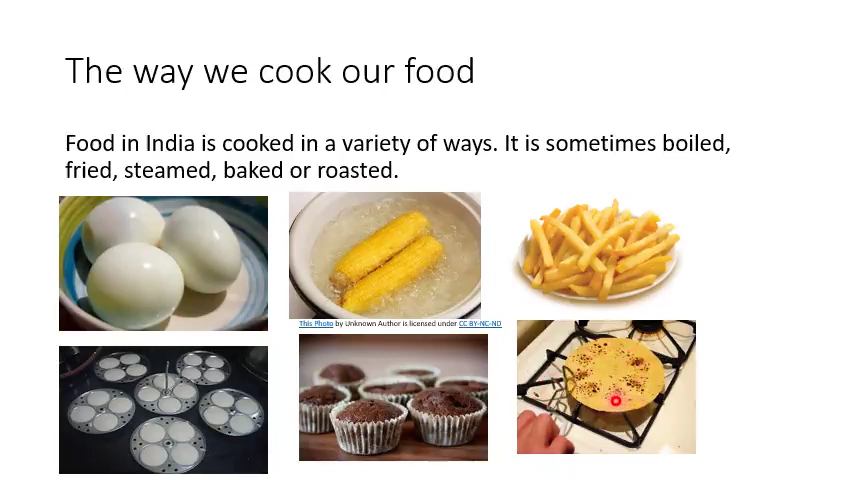 The way we cook our food
Food in India is cooked in a variety of ways. It is sometimes boiled,
fried, steamed, baked or roasted.
This Photo by Unknown Author is licensed under CC BY-NC-ND